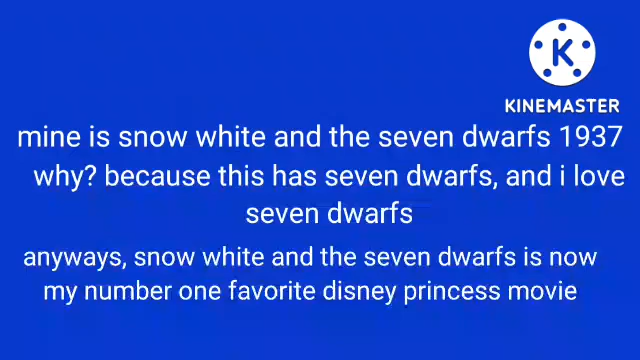 K
KINEMASTER
mine is snow white and the seven dwarfs 1937
why? because this has seven dwarfs, and i love
seven dwarfs
anyways, snow white and the seven dwarfs is now
my number one favorite disney princess movie